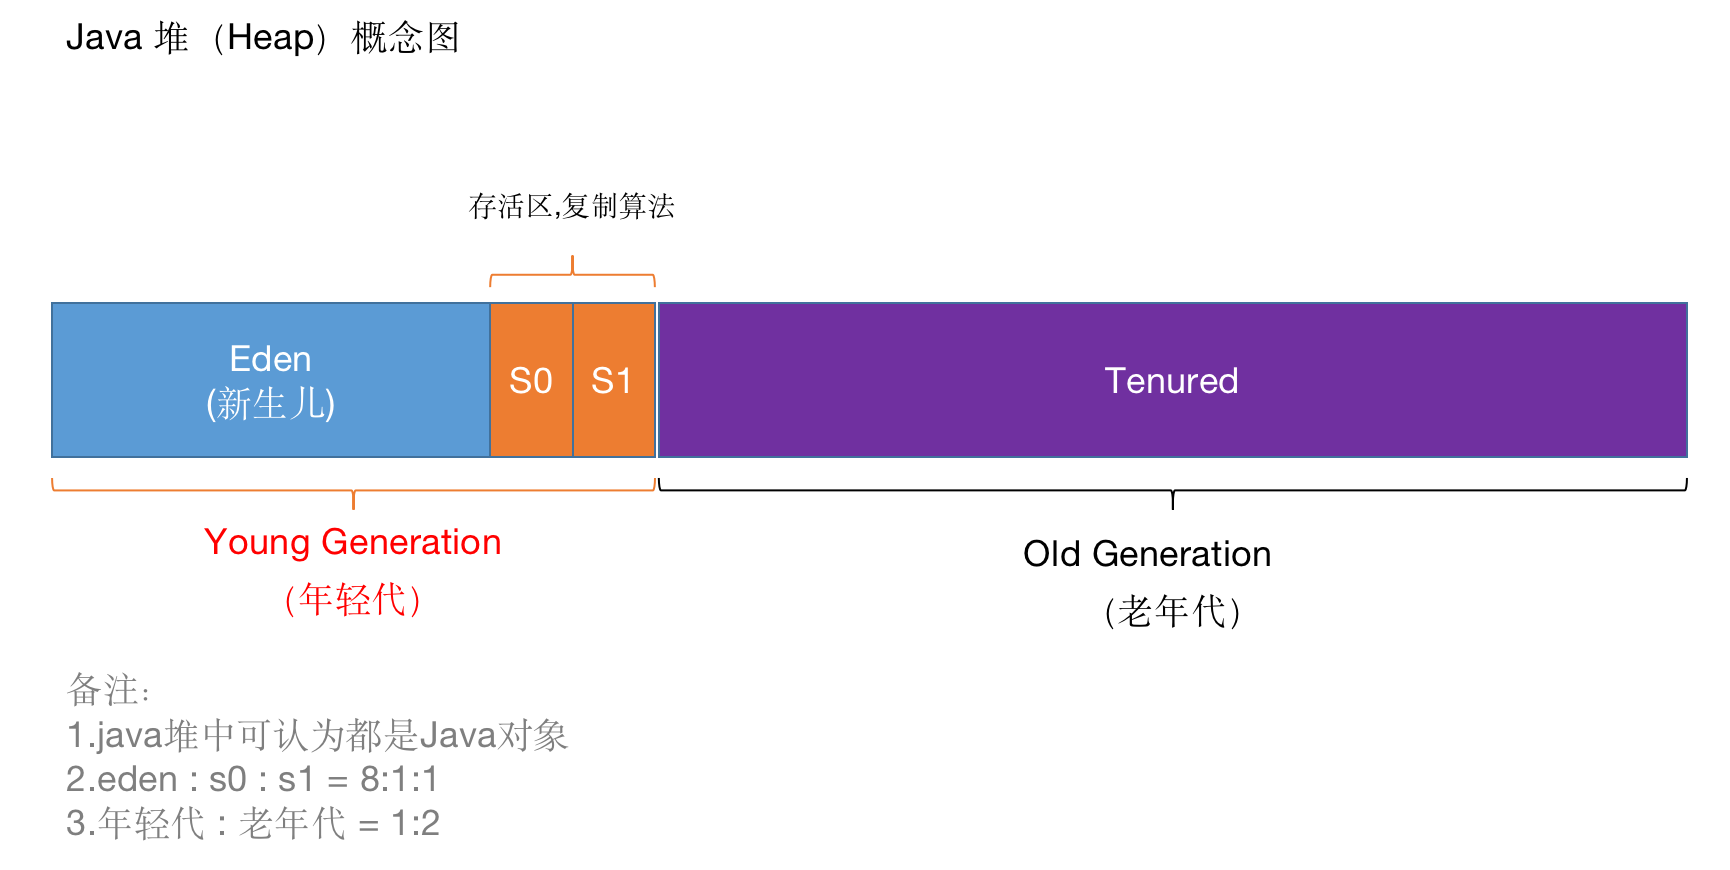 Java 堆（Heap）概念图
存活区,复制算法
Eden
(新生儿)
S0
S1
Tenured
Young Generation
（年轻代）
Old Generation
（老年代）
备注：
1.java堆中可认为都是Java对象
2.eden : s0 : s1 = 8:1:1
3.年轻代 : 老年代 = 1:2